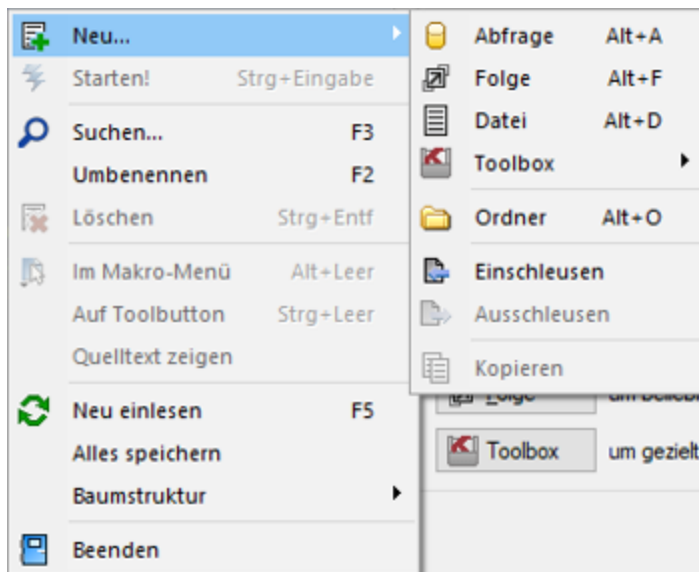 Neu...
Starten! Strg+Eingabe
Suchen... F3
Umbenennen F2
Löschen Strg+Entf
Im Makro-Menü Alt+Leer
Auf Toolbutton Strg+Leer
Quelltext zeigen
Neu einlesen F5
Alles speichern
Baumstruktur
Beenden
Abfrage Alt+A
Folge Alt+F
Datei Alt+D
Toolbox
Ordner Alt+O
Einschleusen
Ausschleusen
Kopieren
Toolbox um gezielt